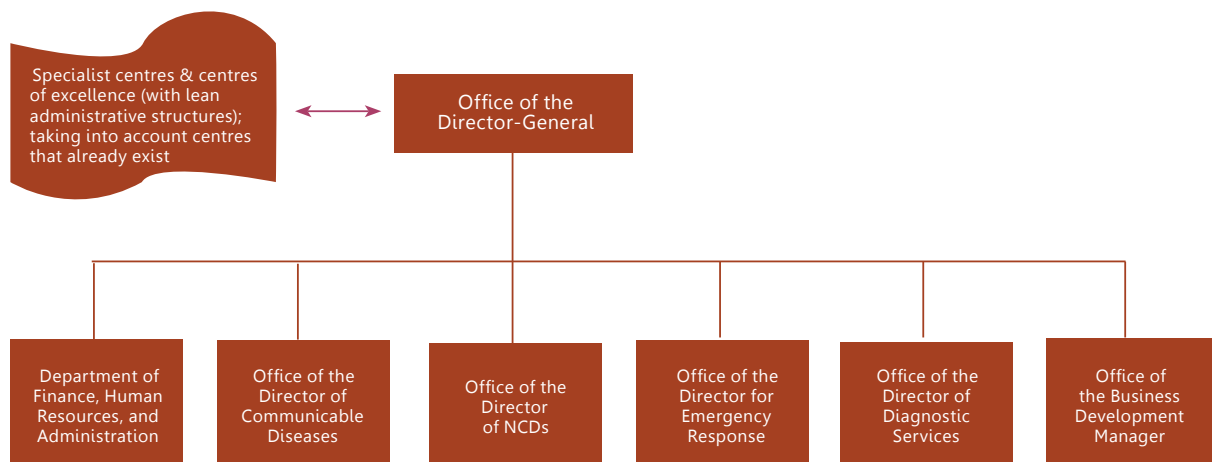 Specialist centres & centres
of excellence (with lean
administrative structures);
taking into account centres
that already exist
Office of the
Director-General
Department of
Finance, Human
Resources, and
Administration
Office of the
Director of
Communicable
Diseases
Office of the
Director
of NCDs
Office of the
Director for
Emergency
Response
Office of the
Director of
Diagnostic
Services
Office of
the Business
Development
Manager